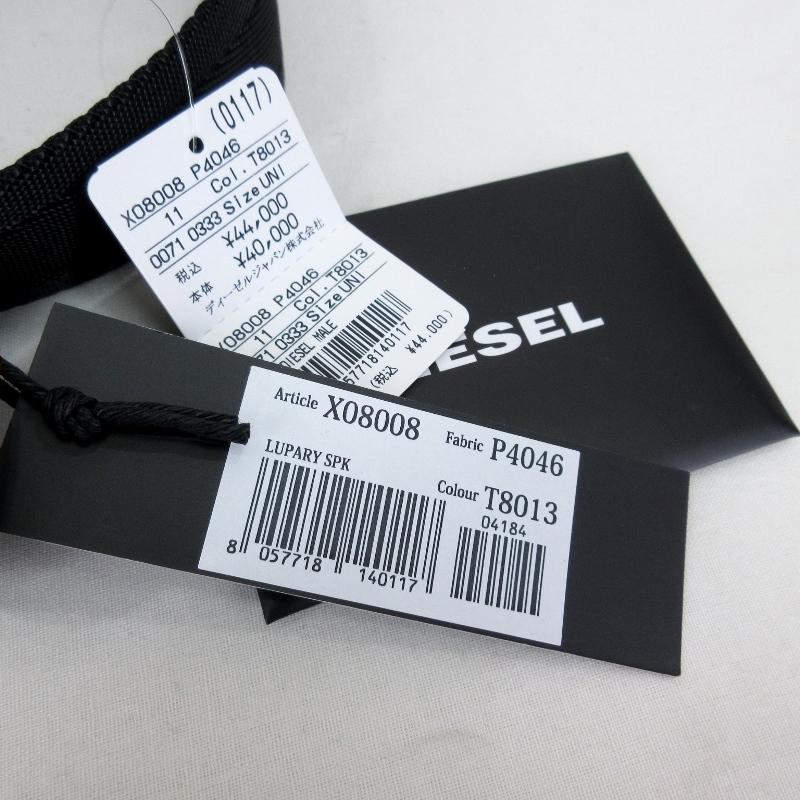 (0117)
X08008 P4046
11 Col. T8013
0071 0333 Size UNI
税込 ¥44,000
本体 ¥40,000
ディーゼルジャパン株式会社
X08008 P4046
11 Col. T8013
0071 0333 Size UNI
DIESEL MALE
57718140117
(税込 ¥44.000)
DIESEL
Article X08008 Fabric P4046
LUPARY SPK
Colour T8013
04184
8 057718 140117